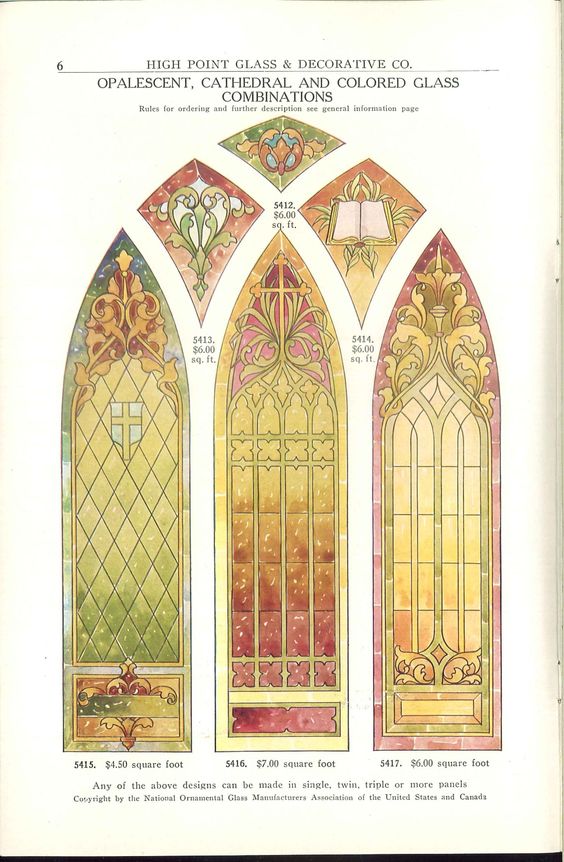 6
HIGH POINT GLASS & DECORATIVE CO.
OPALESCENT, CATHEDRAL AND COLORED GLASS
COMBINATIONS
Rules for ordering and further description see general information page
5412.
$6.00
sq. ft.
5413.
$6.00
sq. ft.
5414.
$6.00
sq. ft.
5415. $4.50 square foot
5416. $7.00 square foot
5417. $6.00 square foot
Any of the above designs can be made in single, twin, triple or more panels
Copyright by the National Ornamental Glass Manufacturers Association of the United States and Canada